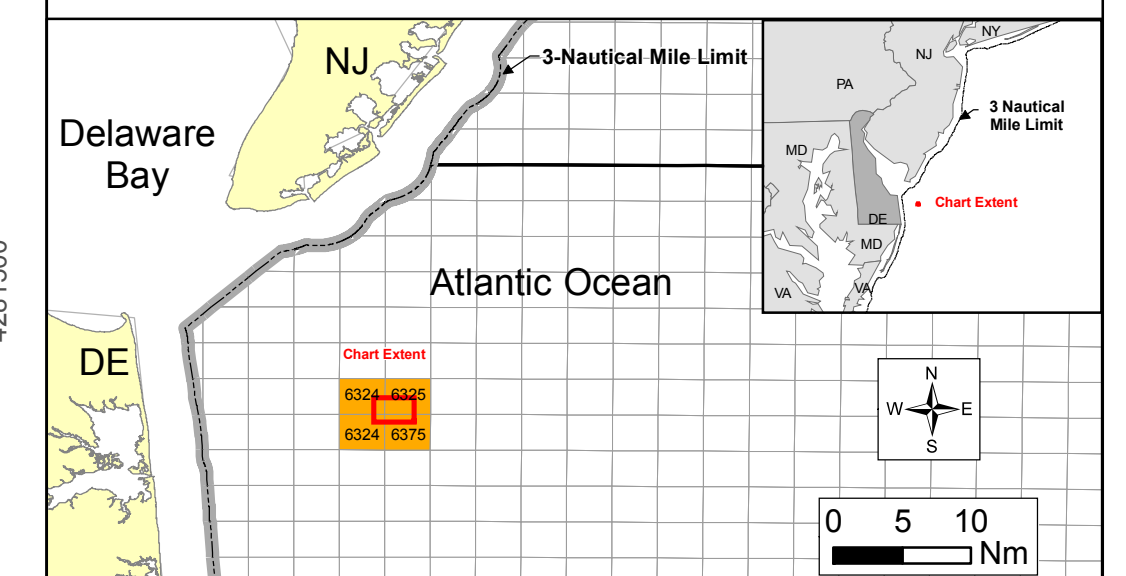 NJ
3-Nautical Mile Limit
Delaware
Bay
Atlantic Ocean
DE
Chart Extent
6324 6325
6324 6375
NY
NJ
PA
3 Nautical
Mile Limit
MD
Chart Extent
DE
MD
VA
VA
N
W E
S
0 5 10
Nm